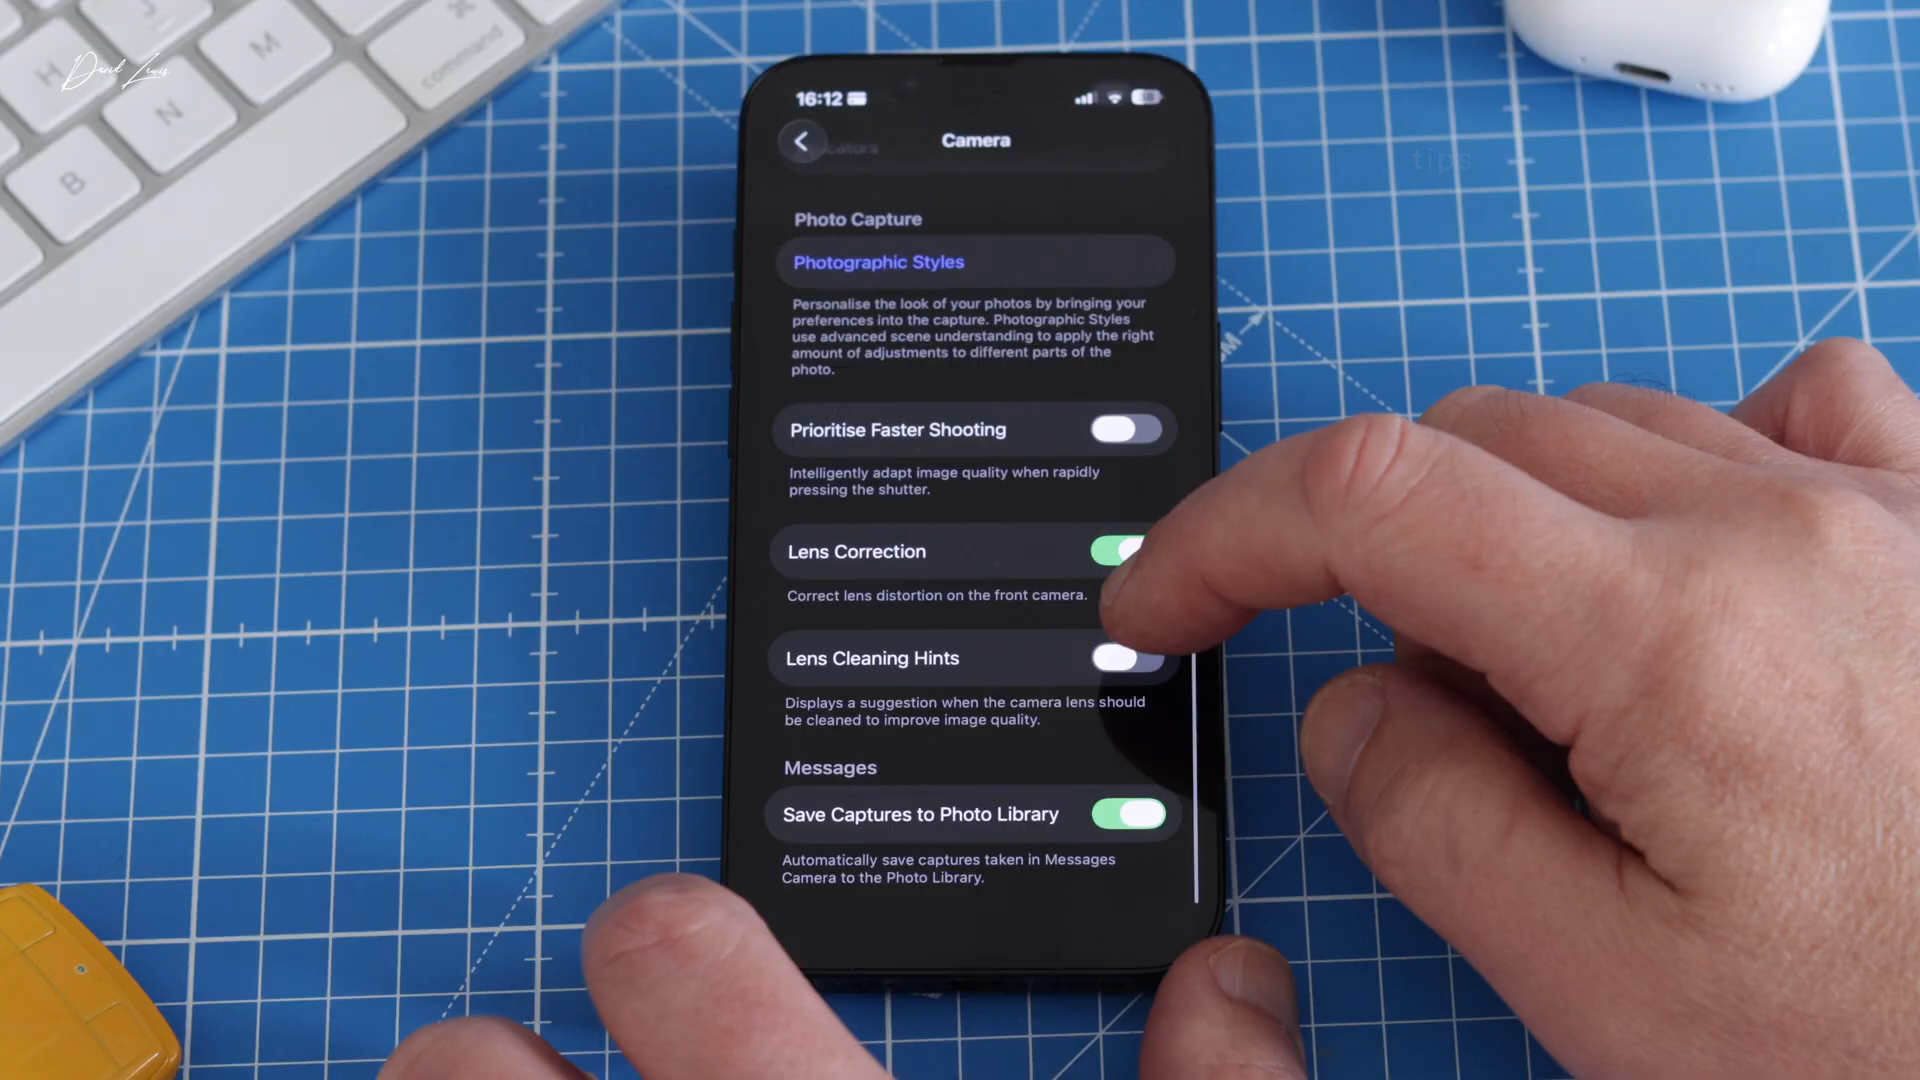 David Lewis
H
J
M
command
B
N
tips
16:12
Camera
Photo Capture
Photographic Styles
Personalise the look of your photos by bringing your
preferences into the capture. Photographic Styles
use advanced scene understanding to apply the right
amount of adjustments to different parts of the
photo.
Prioritise Faster Shooting
Intelligently adapt image quality when rapidly
pressing the shutter.
Lens Correction
Correct lens distortion on the front camera.
Lens Cleaning Hints
Displays a suggestion when the camera lens should
be cleaned to improve image quality.
Messages
Save Captures to Photo Library
Automatically save captures taken in Messages
Camera to the Photo Library.